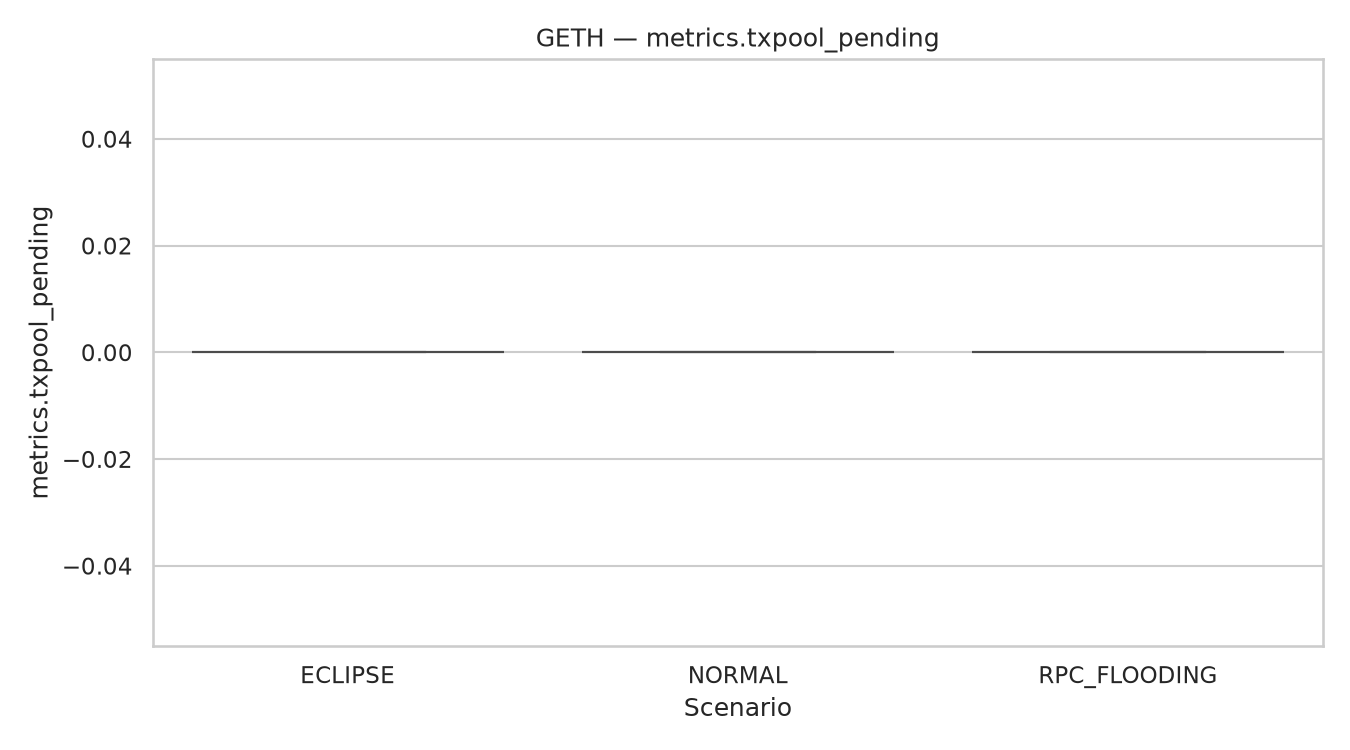 GETH — metrics.txpool_pending
metrics.txpool_pending
0.04
0.02
0.00
−0.02
−0.04
ECLIPSE
NORMAL
RPC_FLOODING
Scenario